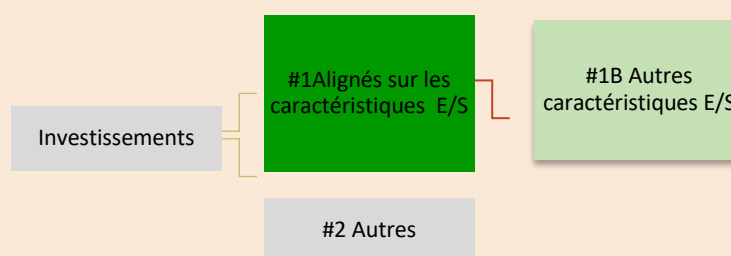 #1Alignés sur les
caractéristiques E/S
#1B Autres
caractéristiques E/S
Investissements
#2 Autres